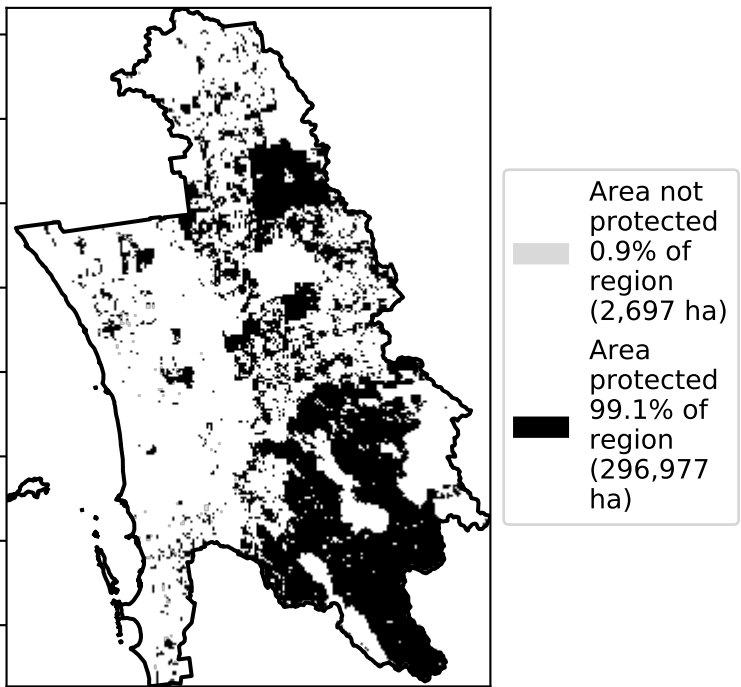 Area not
protected
0.9% of
region
(2,697 ha)
Area
protected
99.1% of
region
(296,977
ha)